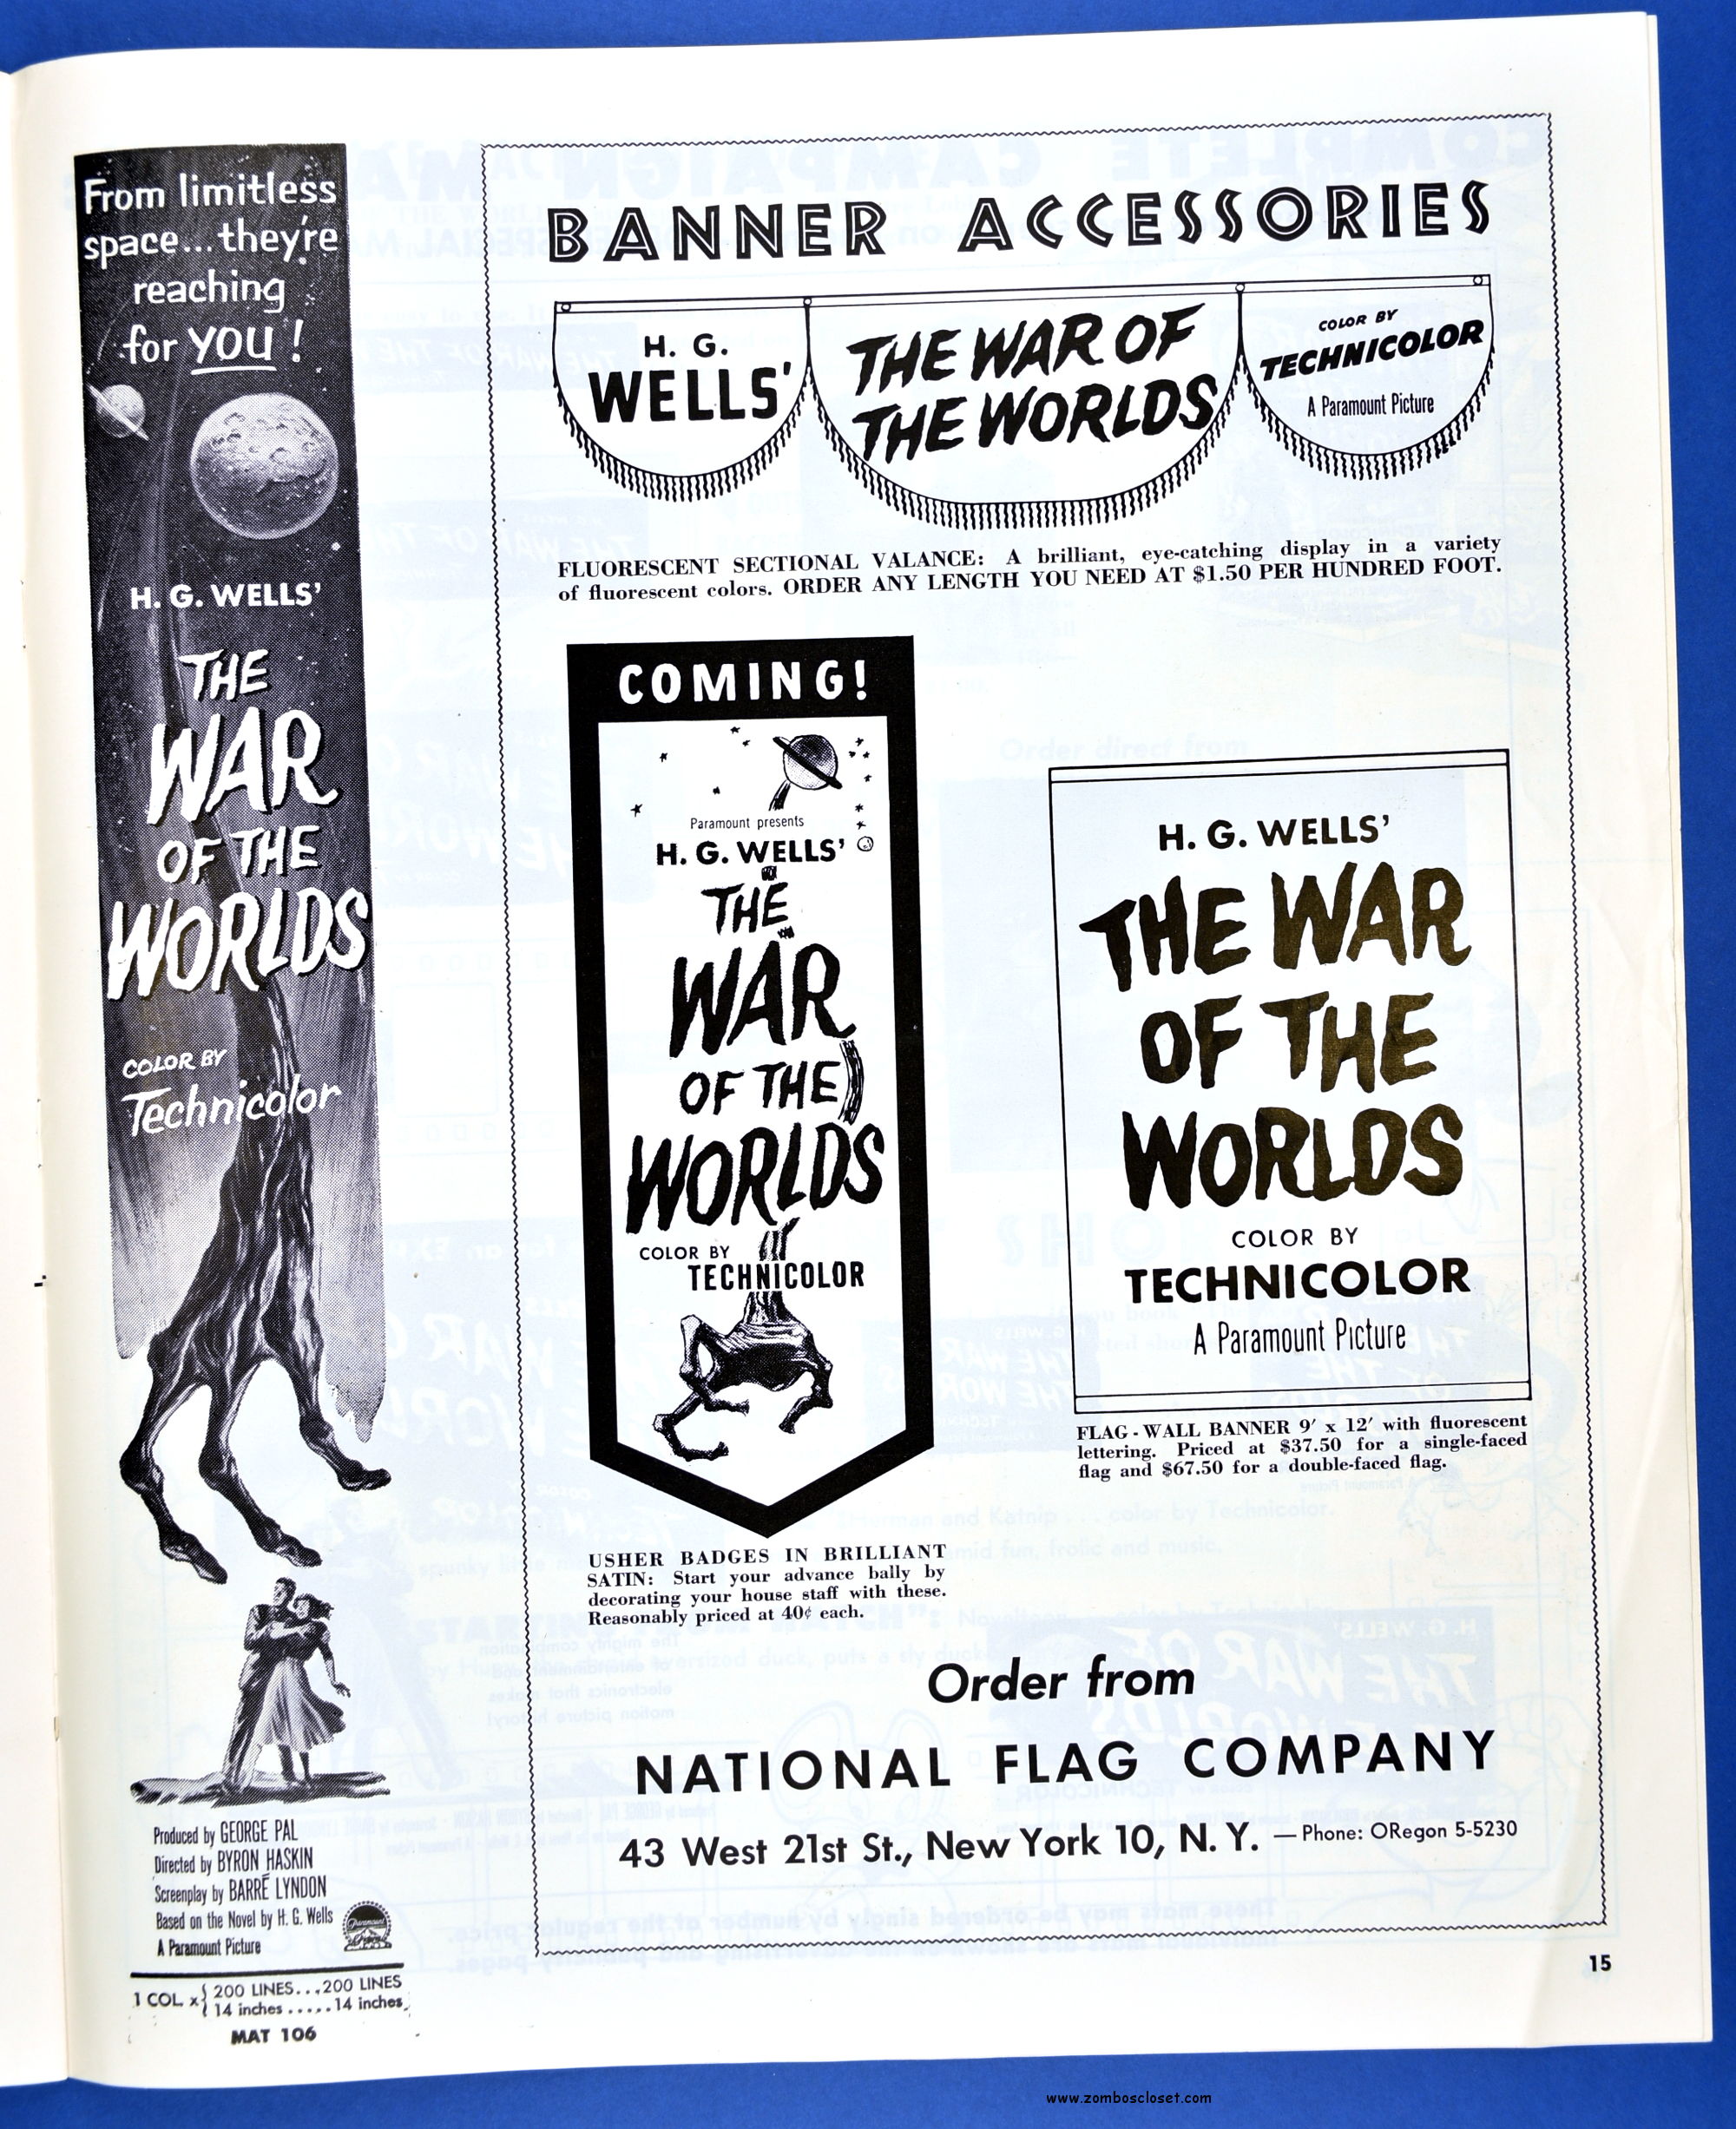 From limitless
space...they're
reaching
for YOU!
H. G. WELLS'
THE
WAR
OF THE
WORLDS
COLOR BY
Technicolor
Produced by GEORGE PAL
Directed by BYRON HASKIN
Screenplay by BARRÉ LYNDON
Based on the Novel by H. G. Wells
A Paramount Picture
Paramount
1 COL. x { 200 LINES...200 LINES
14 inches.....14 inches
MAT 106
BANNER ACCESSORIES
H. G.
WELLS'
THE WAR OF
THE WORLDS
COLOR BY
TECHNICOLOR
A Paramount Picture
FLUORESCENT SECTIONAL VALANCE: A brilliant, eye-catching display in a variety
of fluorescent colors. ORDER ANY LENGTH YOU NEED AT $1.50 PER HUNDRED FOOT.
COMING!
Paramount presents
H. G. WELLS'
THE
WAR
OF THE
WORLDS
COLOR BY
TECHNICOLOR
USHER BADGES IN BRILLIANT
SATIN: Start your advance bally by
decorating your house staff with these.
Reasonably priced at 40¢ each.
H. G. WELLS'
THE WAR
OF THE
WORLDS
COLOR BY
TECHNICOLOR
A Paramount Picture
FLAG - WALL BANNER 9' x 12' with fluorescent
lettering. Priced at $37.50 for a single-faced
flag and $67.50 for a double-faced flag.
Order from
NATIONAL FLAG COMPANY
43 West 21st St., New York 10, N. Y. — Phone: ORegon 5-5230
15
www.zomboscloset.com